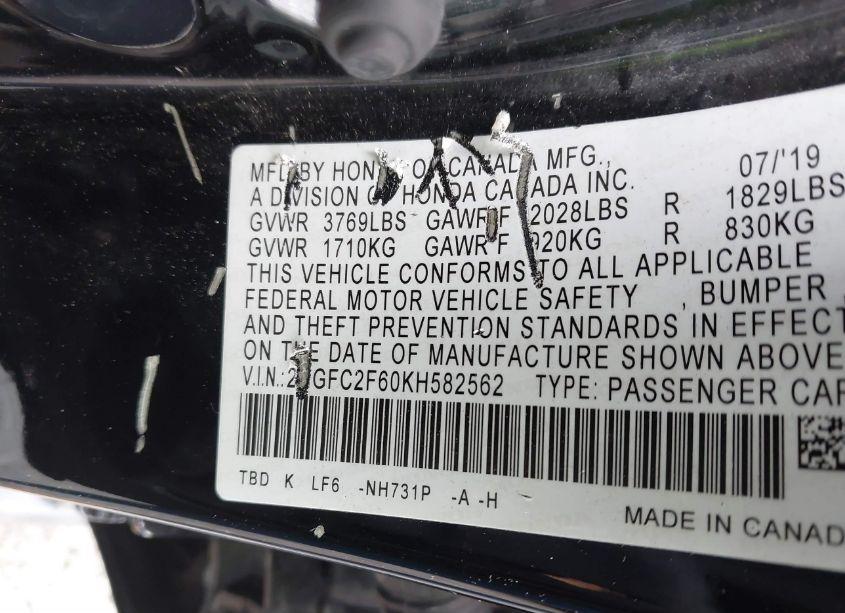 MFD BY HONDA OF CANADA MFG., 07/'19
A DIVISION OF HONDA CANADA INC.
GVWR 3769LBS GAWR F 2028LBS R 1829LBS
GVWR 1710KG GAWR F 920KG R 830KG
THIS VEHICLE CONFORMS TO ALL APPLICABLE
FEDERAL MOTOR VEHICLE SAFETY , BUMPER ,
AND THEFT PREVENTION STANDARDS IN EFFECT
ON THE DATE OF MANUFACTURE SHOWN ABOVE
V.I.N.: TYPE: PASSENGER CAR
TBD K LF6 -NH731P -A -H
MADE IN CANADA